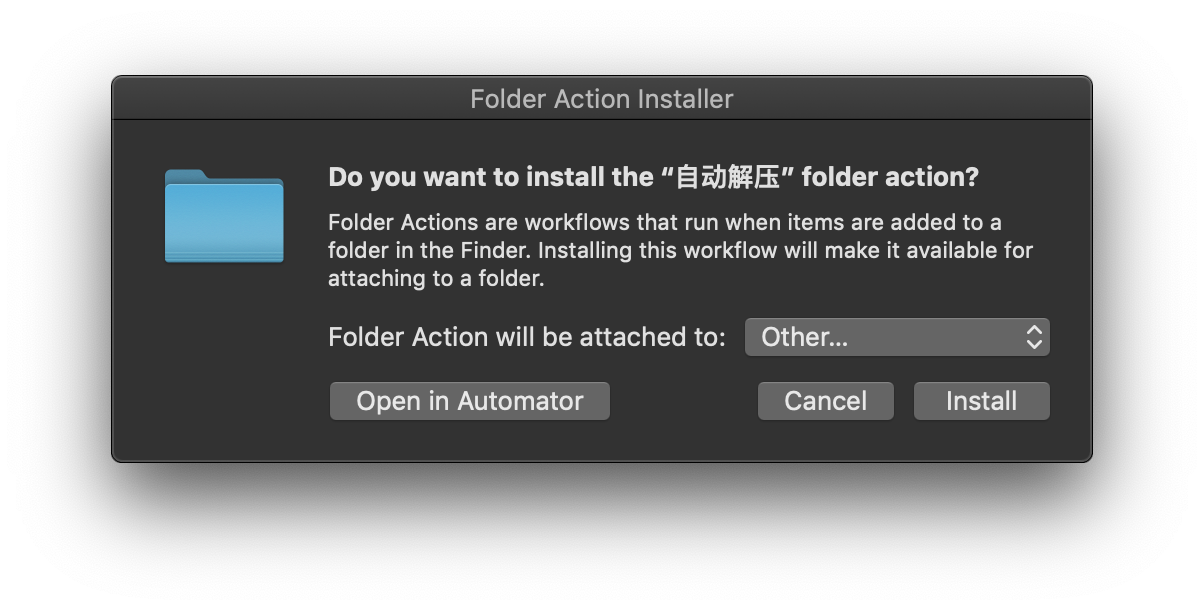 Folder Action Installer
Do you want to install the “自动解压” folder action?
Folder Actions are workflows that run when items are added to a
folder in the Finder. Installing this workflow will make it available for
attaching to a folder.
Folder Action will be attached to: Other...
Open in Automator Cancel Install